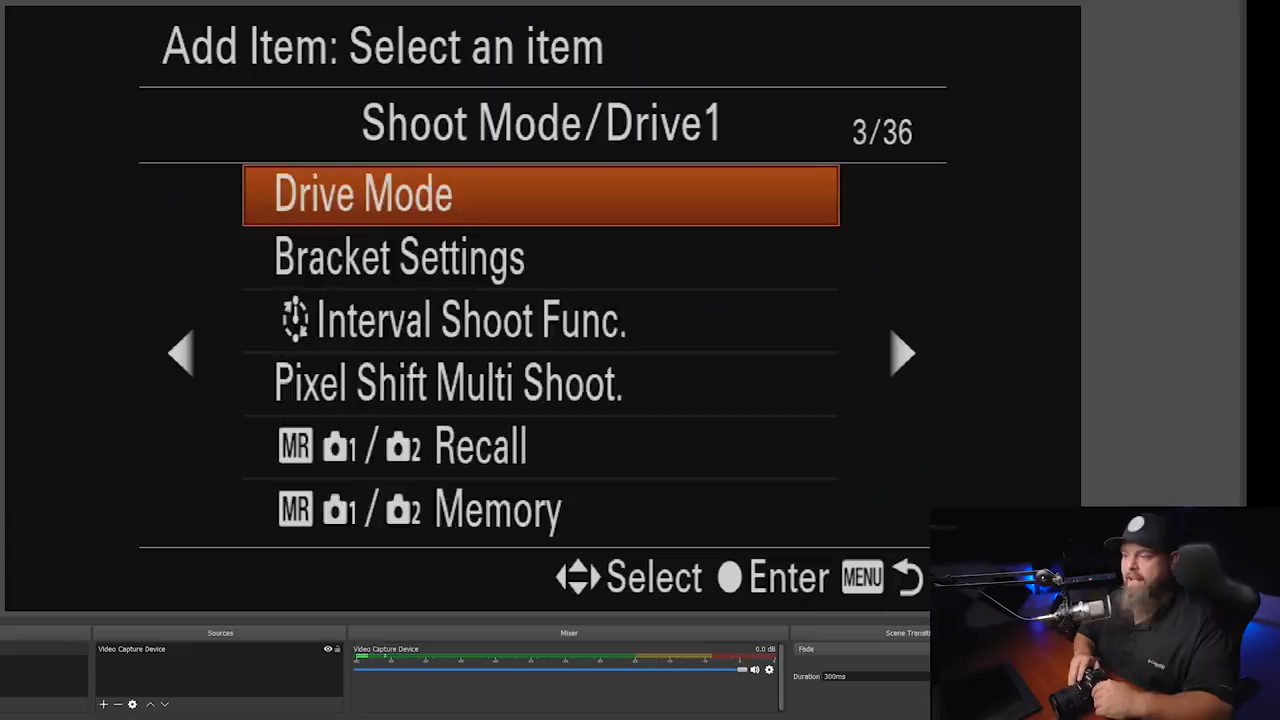 Add Item: Select an item
Shoot Mode/Drive1
3/36
Drive Mode
Bracket Settings
Interval Shoot Func.
Pixel Shift Multi Shoot.
MR 1 / 2 Recall
MR 1 / 2 Memory
Select Enter MENU
Sources
Mixer
Scene Transiti
Video Capture Device
Video Capture Device
0.0 dB
Fade
Duration 300ms